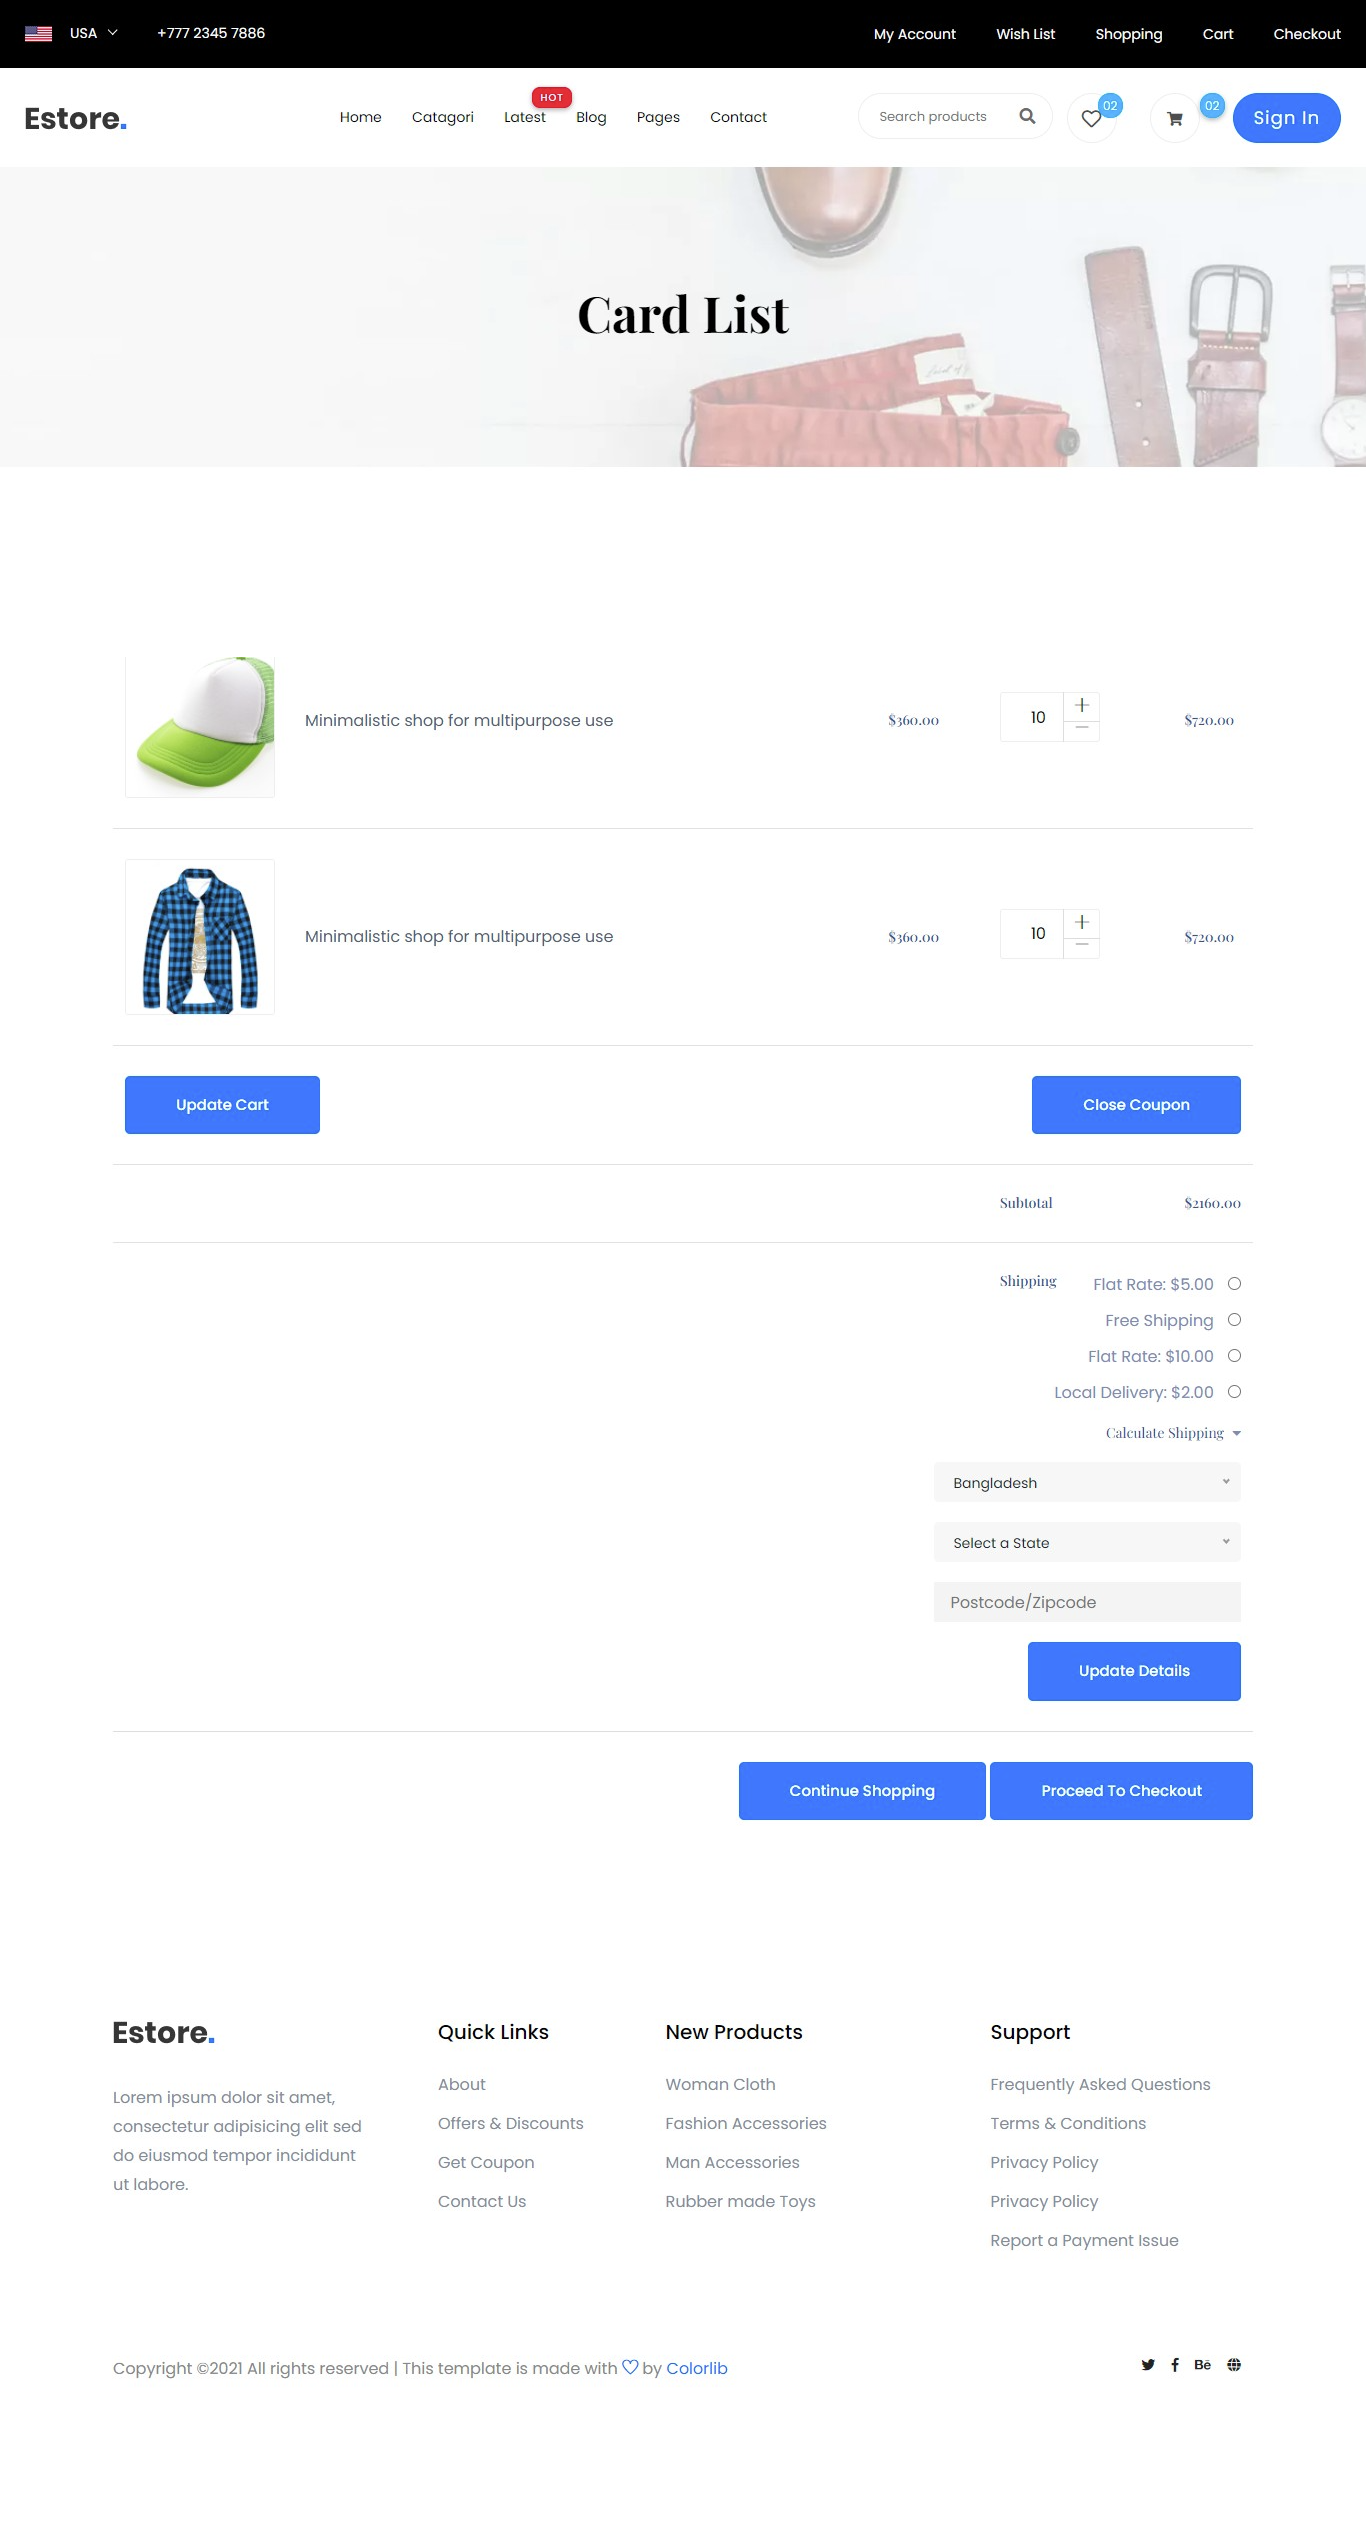 USA +777 2345 7886 My Account Wish List Shopping Cart Checkout
HOT
Estore. Home Catagori Latest Blog Pages Contact Search products 02 02 Sign In
Card List
Minimalistic shop for multipurpose use $360.00 10 $720.00
Minimalistic shop for multipurpose use $360.00 10 $720.00
Update Cart Close Coupon
Subtotal $2160.00
Shipping Flat Rate: $5.00
Free Shipping
Flat Rate: $10.00
Local Delivery: $2.00
Calculate Shipping
Bangladesh
Select a State
Postcode/Zipcode
Update Details
Continue Shopping Proceed To Checkout
Estore.
Lorem ipsum dolor sit amet,
consectetur adipisicing elit sed
do eiusmod tempor incididunt
ut labore.
Quick Links
About
Offers & Discounts
Get Coupon
Contact Us
New Products
Woman Cloth
Fashion Accessories
Man Accessories
Rubber made Toys
Support
Frequently Asked Questions
Terms & Conditions
Privacy Policy
Privacy Policy
Report a Payment Issue
Copyright ©2021 All rights reserved | This template is made with ♡ by Colorlib
Bē